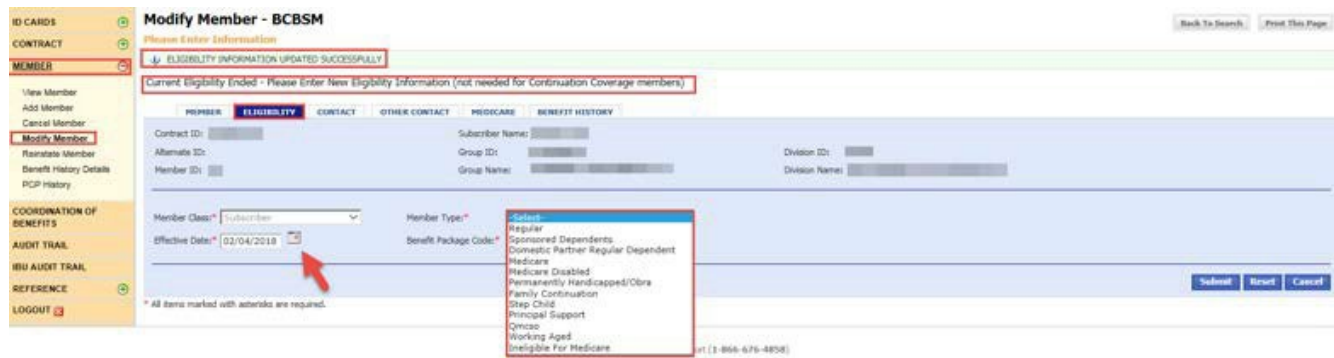 ID CARDS
CONTRACT
MEMBER
View Member
Add Member
Cancel Member
Modify Member
Reinstate Member
Benefit History Details
PCP History
COORDINATION OF
BENEFITS
AUDIT TRAIL
IBU AUDIT TRAIL
REFERENCE
LOGOUT
Modify Member - BCBSM
Back To Search Print This Page
Please Enter Information
ELIGIBILITY INFORMATION UPDATED SUCCESSFULLY
Current Eligibility Ended - Please Enter New Eligibility Information (not needed for Continuation Coverage members)
MEMBER ELIGIBILITY CONTACT OTHER CONTACT MEDICARE BENEFIT HISTORY
Contract ID: Subscriber Name:
Alternate ID: Group ID: Division ID:
Member ID: Group Name: Division Name:
Member Class:* Subscriber Member Type:* -Select-
Effective Date:* 02/04/2018 Benefit Package Code:*
Regular
Sponsored Dependents
Domestic Partner Regular Dependent
Medicare
Medicare Disabled
Permanently Handicapped/Obra
Family Continuation
Step Child
Principal Support
Qmcso
Working Aged
Ineligible For Medicare
Submit Reset Cancel
* All items marked with asterisks are required.
(1-866-676-4858)